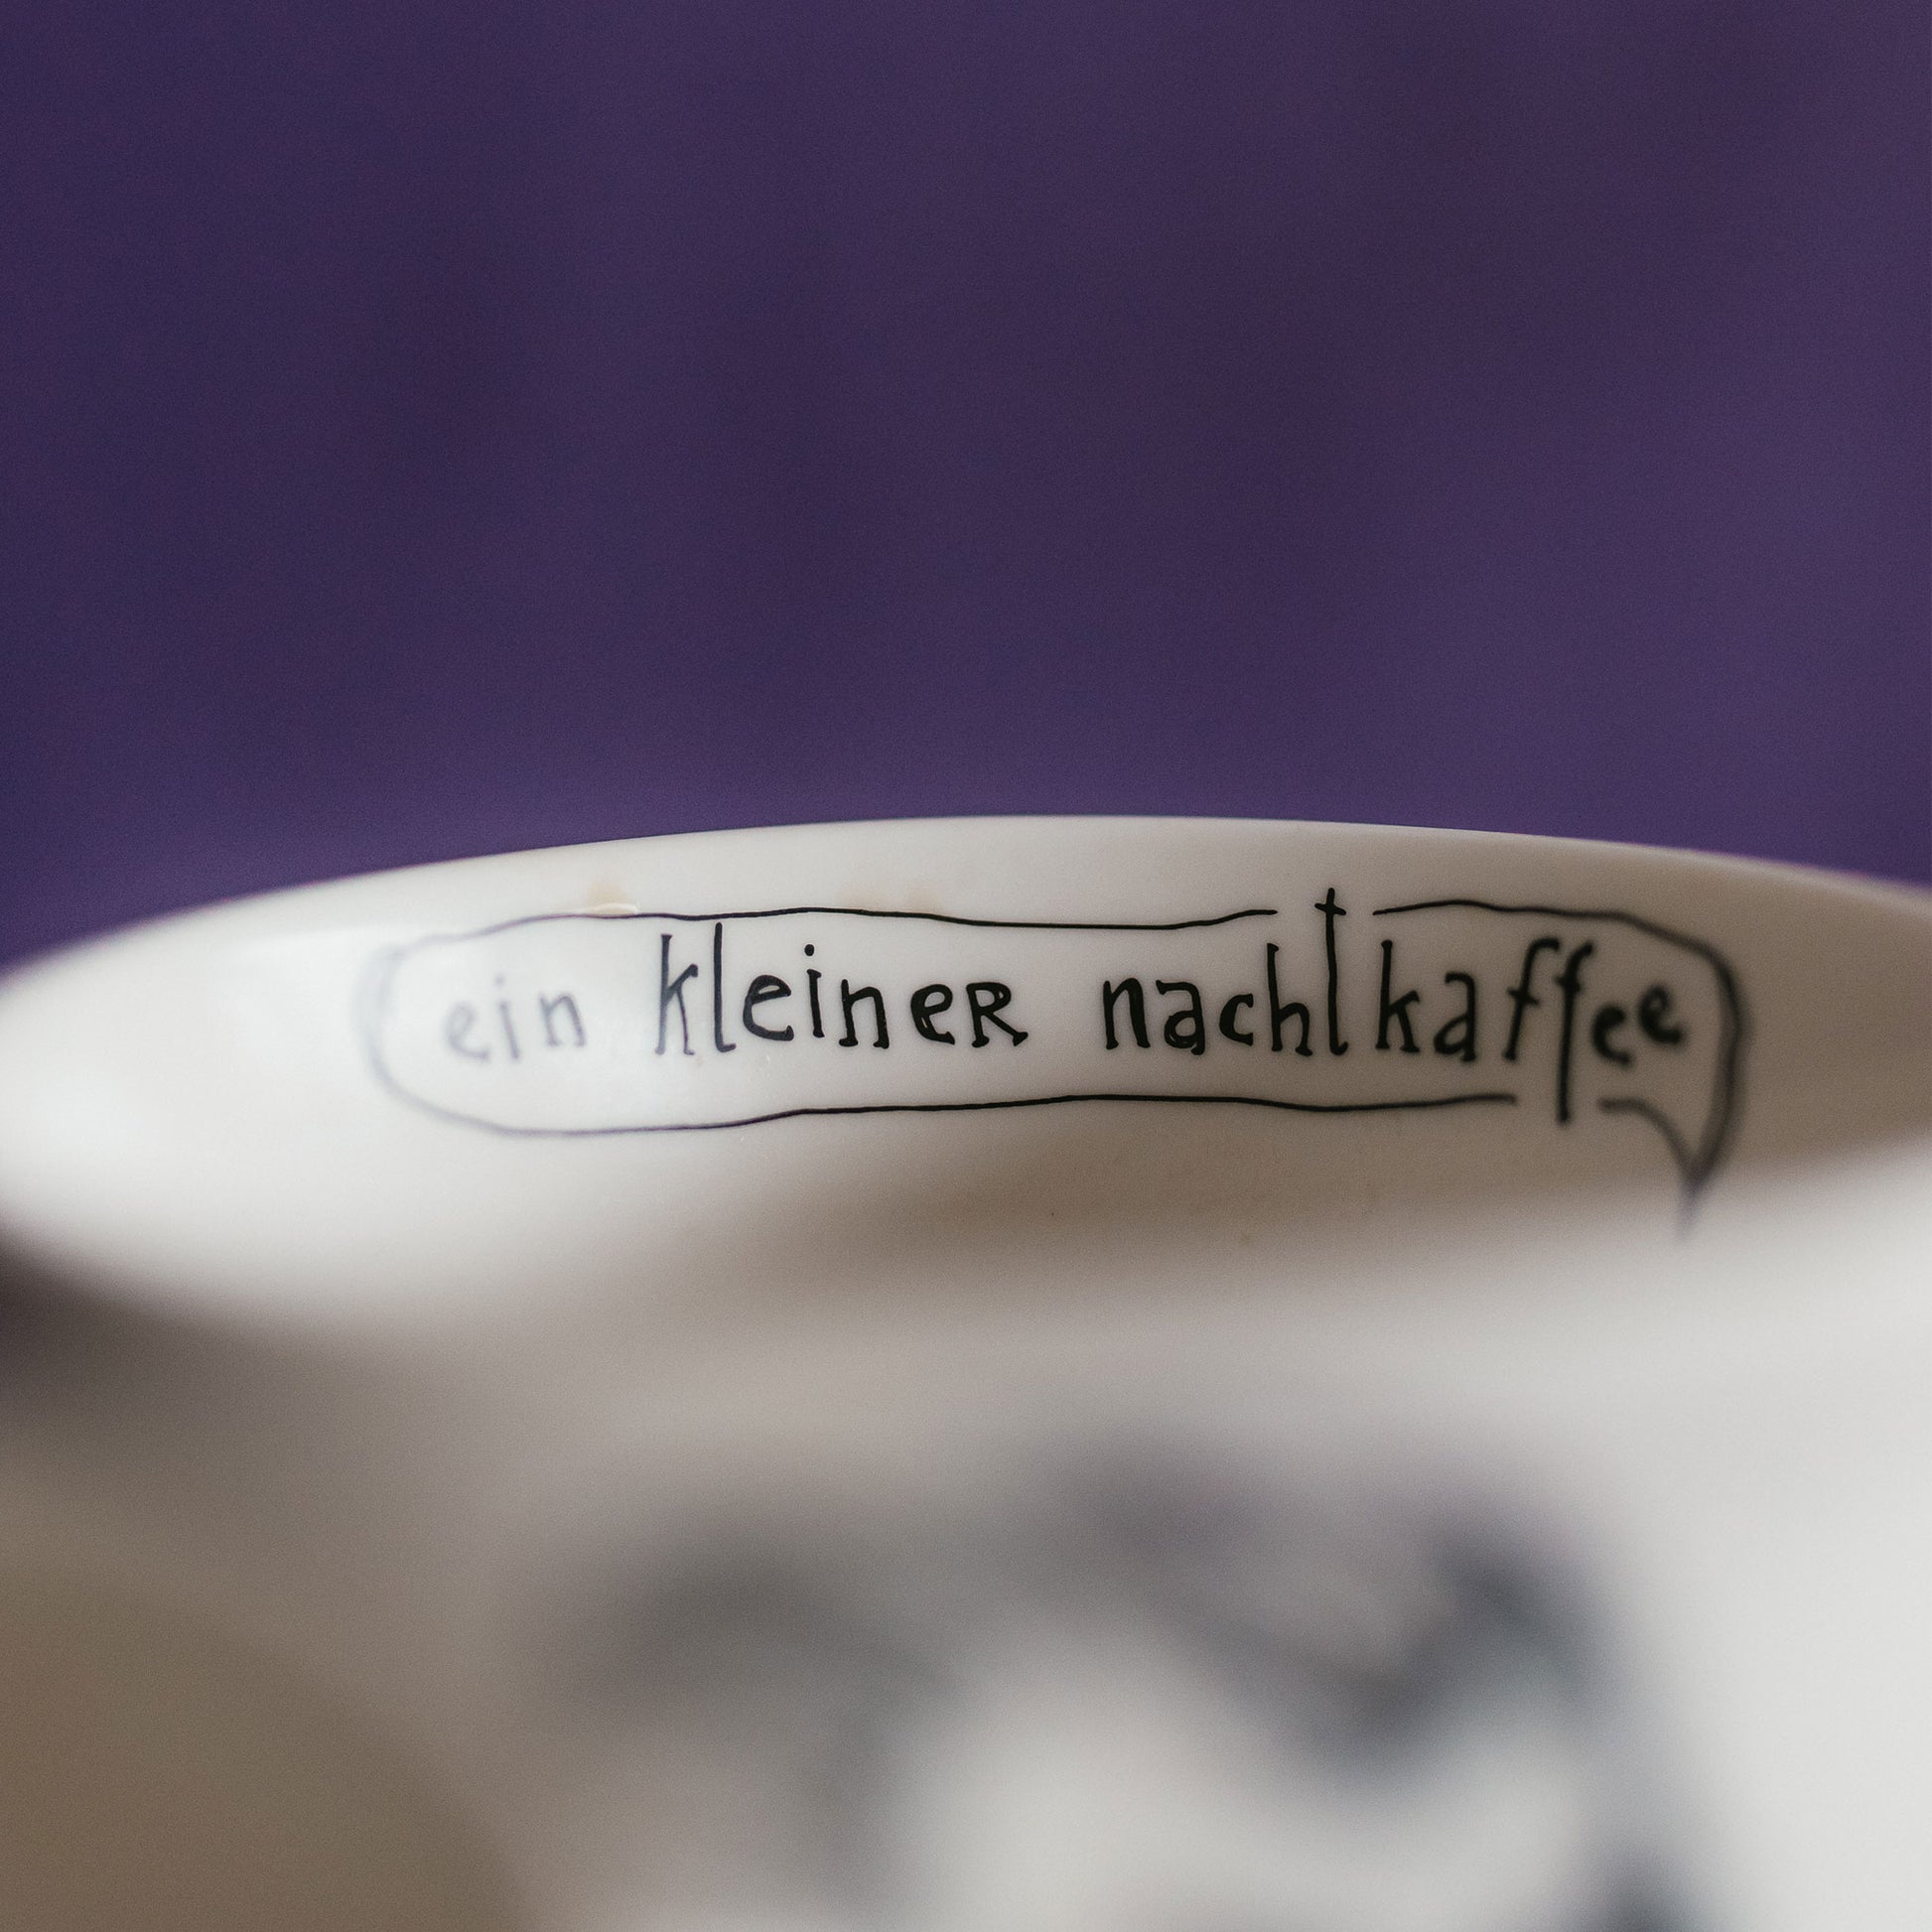 ein kleiner nachtkaffee